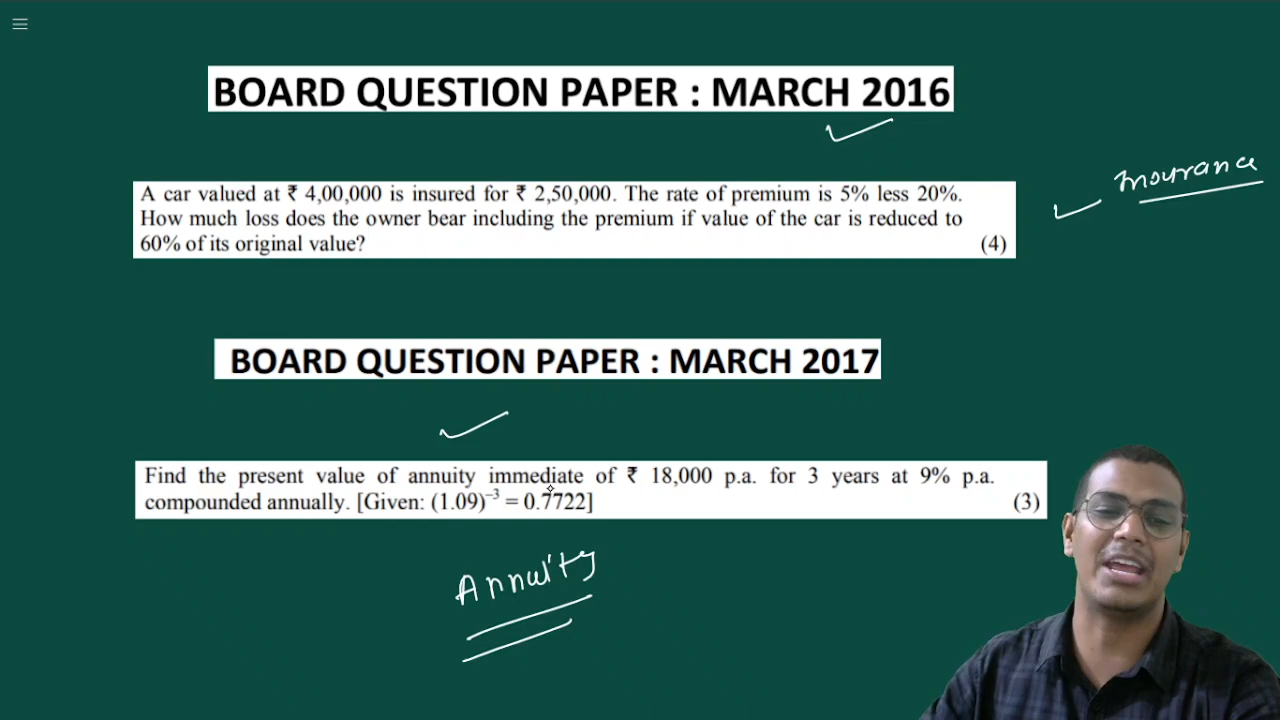 BOARD QUESTION PAPER : MARCH 2016
Insurance
A car valued at ₹ 4,00,000 is insured for ₹ 2,50,000. The rate of premium is 5% less 20%.
How much loss does the owner bear including the premium if value of the car is reduced to
60% of its original value? (4)
BOARD QUESTION PAPER : MARCH 2017
Find the present value of annuity immediate of ₹ 18,000 p.a. for 3 years at 9% p.a.
compounded annually. [Given: (1.09)⁻³ = 0.7722] (3)
Annuity